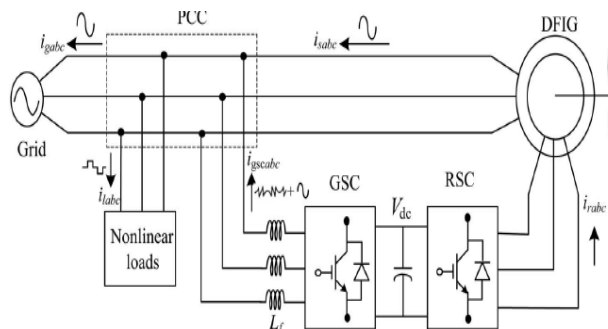 PCC
DFIG
i_gabc
i_sabc
Grid
i_labc
i_gscabc
GSC
RSC
V_dc
i_rabc
Nonlinear
loads
L_f